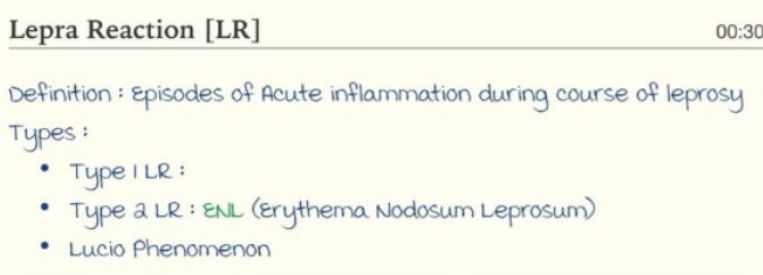 Lepra Reaction [LR] 00:30
Definition : Episodes of Acute inflammation during course of leprosy
Types :
• Type 1 LR :
• Type 2 LR : ENL (Erythema Nodosum Leprosum)
• Lucio Phenomenon